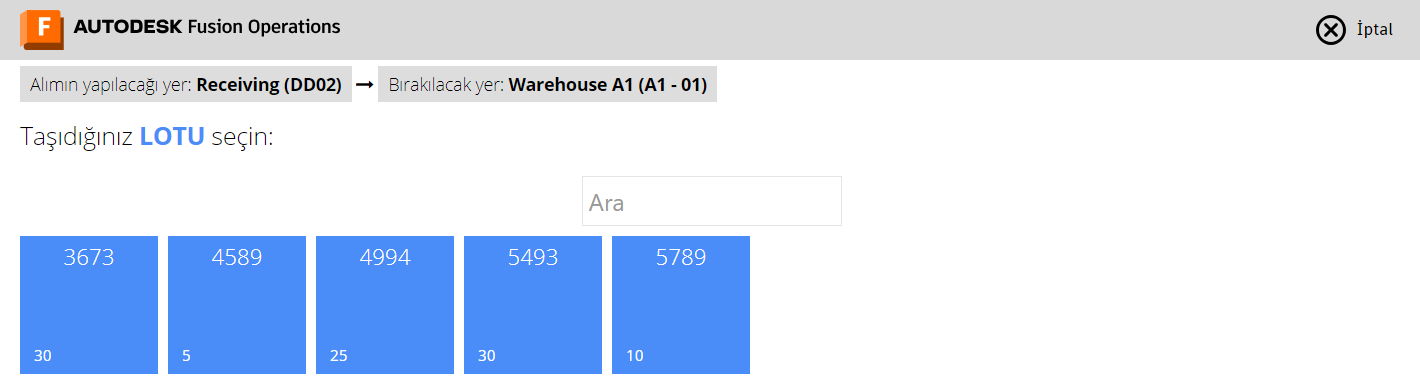 F AUTODESK Fusion Operations
İptal
Alımın yapılacağı yer: Receiving (DD02) → Bırakılacak yer: Warehouse A1 (A1 - 01)
Taşıdığınız LOTU seçin:
Ara
3673 4589 4994 5493 5789
30 5 25 30 10